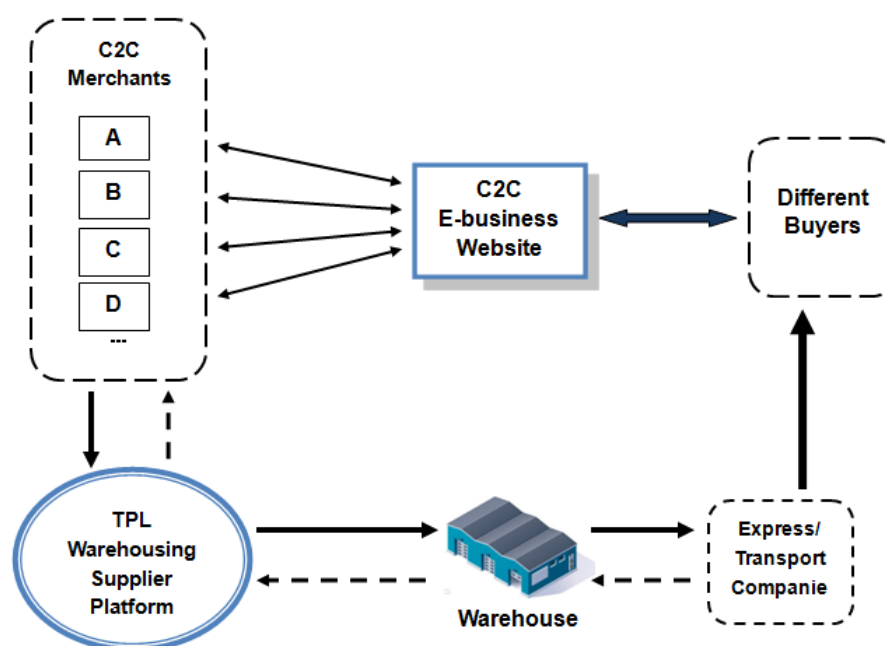 C2C
Merchants
A
B
C
D
...
C2C
E-business
Website
Different
Buyers
TPL
Warehousing
Supplier
Platform
Warehouse
Express/
Transport
Companie